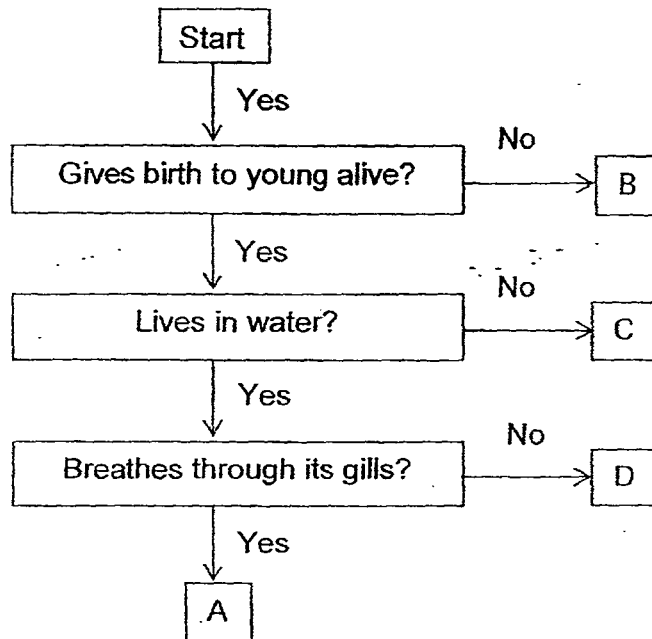 Start
Yes
No
Gives birth to young alive?
B
Yes
No
Lives in water?
C
Yes
No
Breathes through its gills?
D
Yes
A